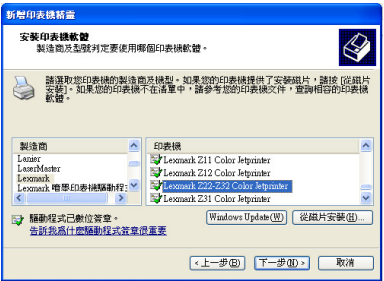 新增印表機精靈
安裝印表機軟體
製造商及型號判定要使用哪個印表機軟體。
請選取您印表機的製造商及機型。如果您的印表機提供了安裝磁片，請按 [從磁片
安裝]。如果您的印表機不在清單中，請參考您的印表機文件，查詢相容的印表機
軟體。
製造商
Lanier
LaserMaster
Lexmark
Lexmark 噴墨印表機驅動程
印表機
Lexmark Z11 Color Jetprinter
Lexmark Z12 Color Jetprinter
Lexmark Z22-Z32 Color Jetprinter
Lexmark Z31 Color Jetprinter
驅動程式已數位簽章。
告訴我為什麼驅動程式簽章很重要
Windows Update(W)
從磁片安裝(H)...
<上一步(B)
下一步(N)>
取消